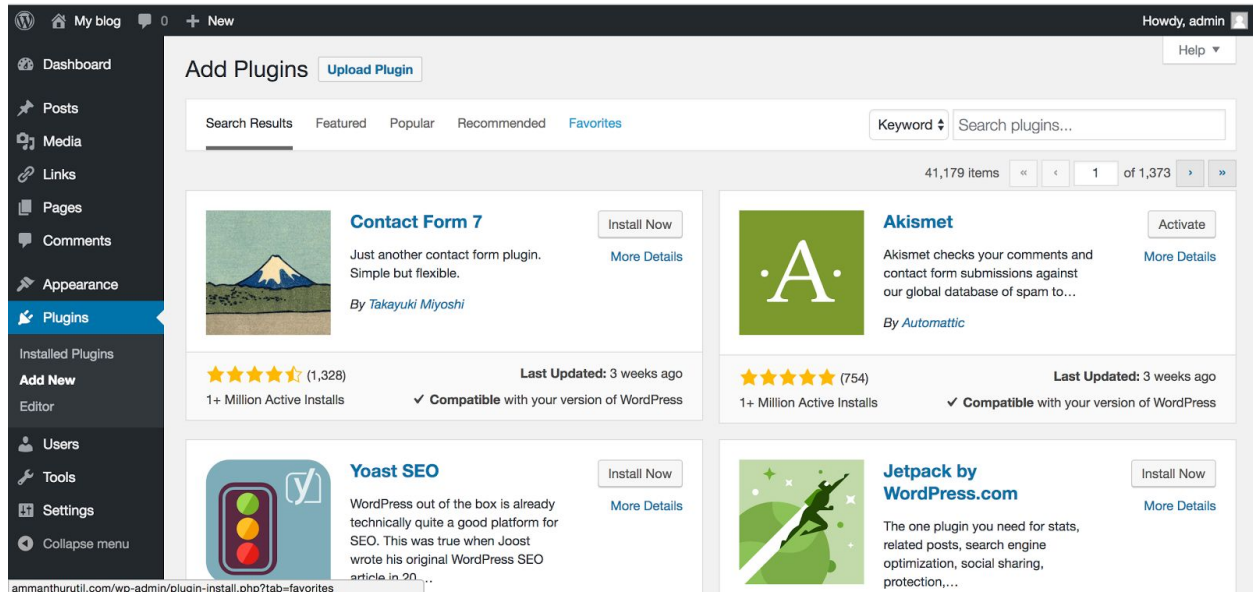 My blog 0 + New Howdy, admin
Help ▼
Dashboard
Posts
Media
Links
Pages
Comments
Appearance
Plugins
Installed Plugins
Add New
Editor
Users
Tools
Settings
Collapse menu
Add Plugins Upload Plugin
Search Results Featured Popular Recommended Favorites Keyword Search plugins...
41,179 items « ‹ 1 of 1,373 › »
Contact Form 7
Install Now
More Details
Just another contact form plugin.
Simple but flexible.
By Takayuki Miyoshi
(1,328)
Last Updated: 3 weeks ago
1+ Million Active Installs
✓ Compatible with your version of WordPress
·A·
Akismet
Activate
More Details
Akismet checks your comments and
contact form submissions against
our global database of spam to…
By Automattic
(754)
Last Updated: 3 weeks ago
1+ Million Active Installs
✓ Compatible with your version of WordPress
y
Yoast SEO
Install Now
More Details
WordPress out of the box is already
technically quite a good platform for
SEO. This was true when Joost
wrote his original WordPress SEO
article in 20…
Jetpack by
WordPress.com
Install Now
More Details
The one plugin you need for stats,
related posts, search engine
optimization, social sharing,
protection,…
ammanthurutil.com/wp-admin/plugin-install.php?tab=favorites